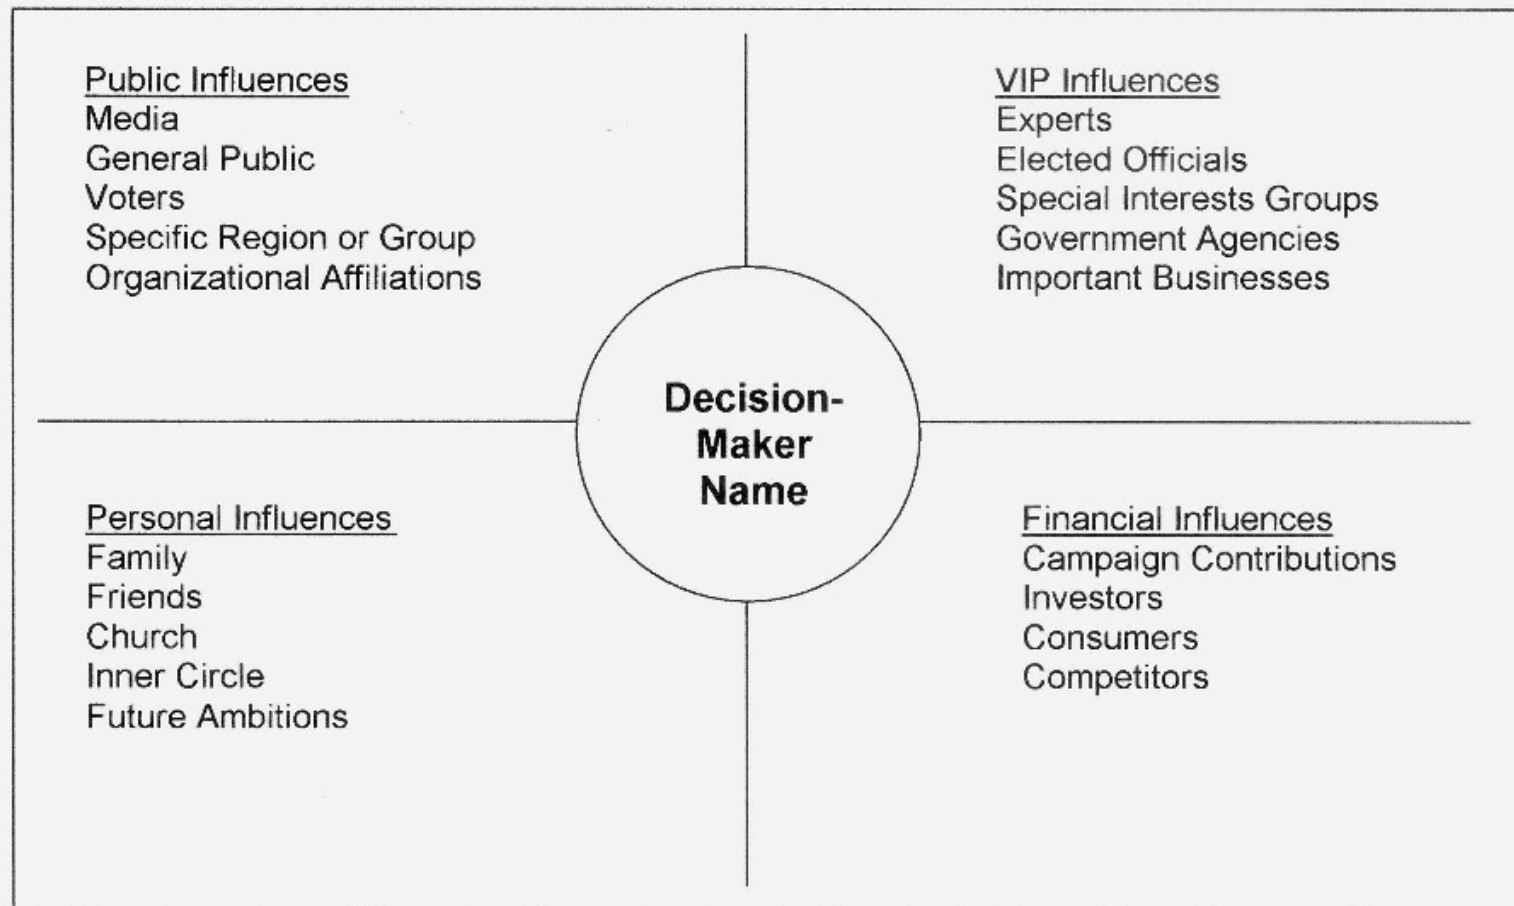 Public Influences
Media
General Public
Voters
Specific Region or Group
Organizational Affiliations
VIP Influences
Experts
Elected Officials
Special Interests Groups
Government Agencies
Important Businesses
Decision-
Maker
Name
Personal Influences
Family
Friends
Church
Inner Circle
Future Ambitions
Financial Influences
Campaign Contributions
Investors
Consumers
Competitors